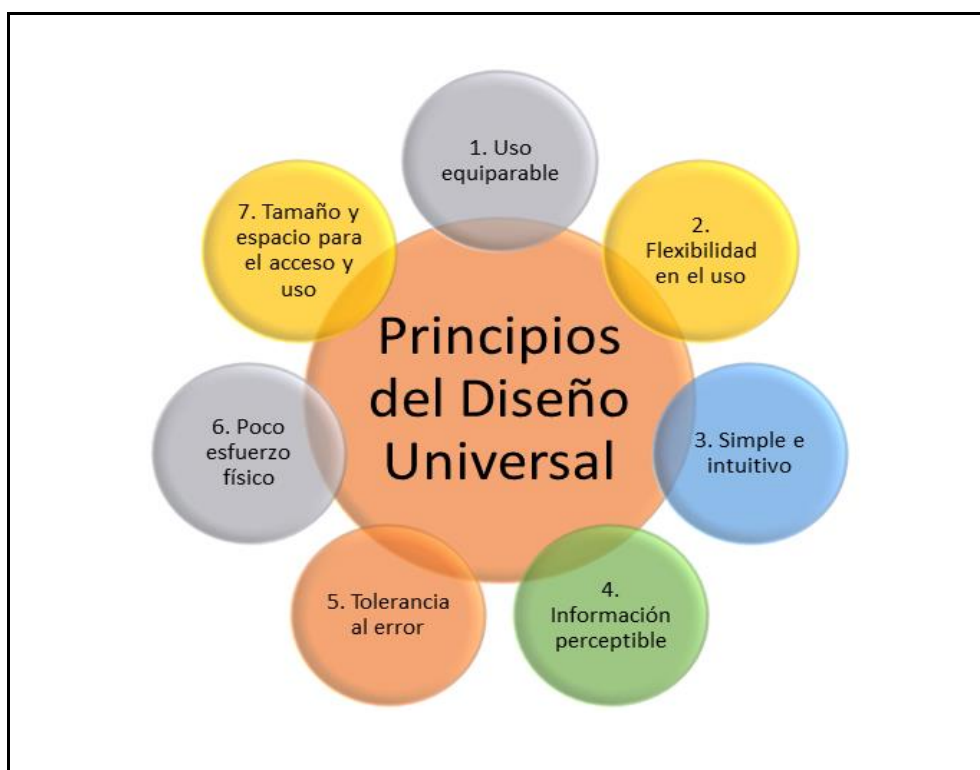 1. Uso
equiparable
2.
Flexibilidad
en el uso
3. Simple e
intuitivo
4.
Información
perceptible
5. Tolerancia
al error
6. Poco
esfuerzo
físico
7. Tamaño y
espacio para
el acceso y
uso
Principios
del Diseño
Universal